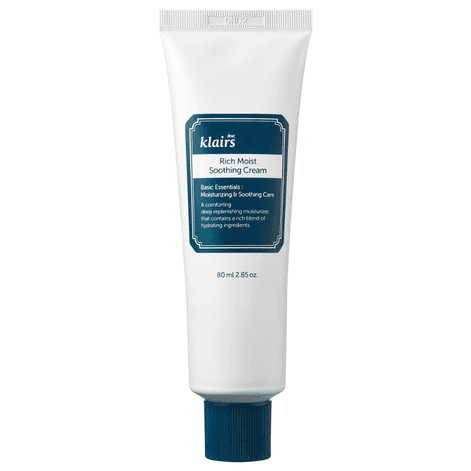 dear
klairs
Rich Moist
Soothing Cream
Basic Essentials :
Moisturizing & Soothing Care
A comforting
deep replenishing moisturizer,
that contains a rich blend of
hydrating ingredients.
80 ml 2.85 oz.